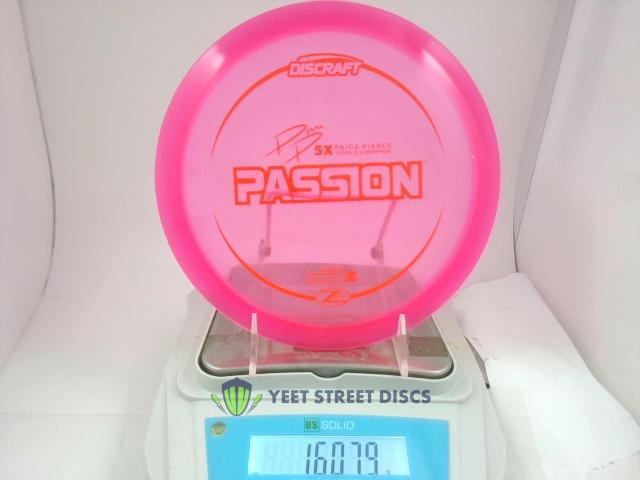 DISCRAFT
5X PAIGE PIERCE
WORLD CHAMPION
PASSION
Z
YEET STREET DISCS
US SOLID
160.79 g